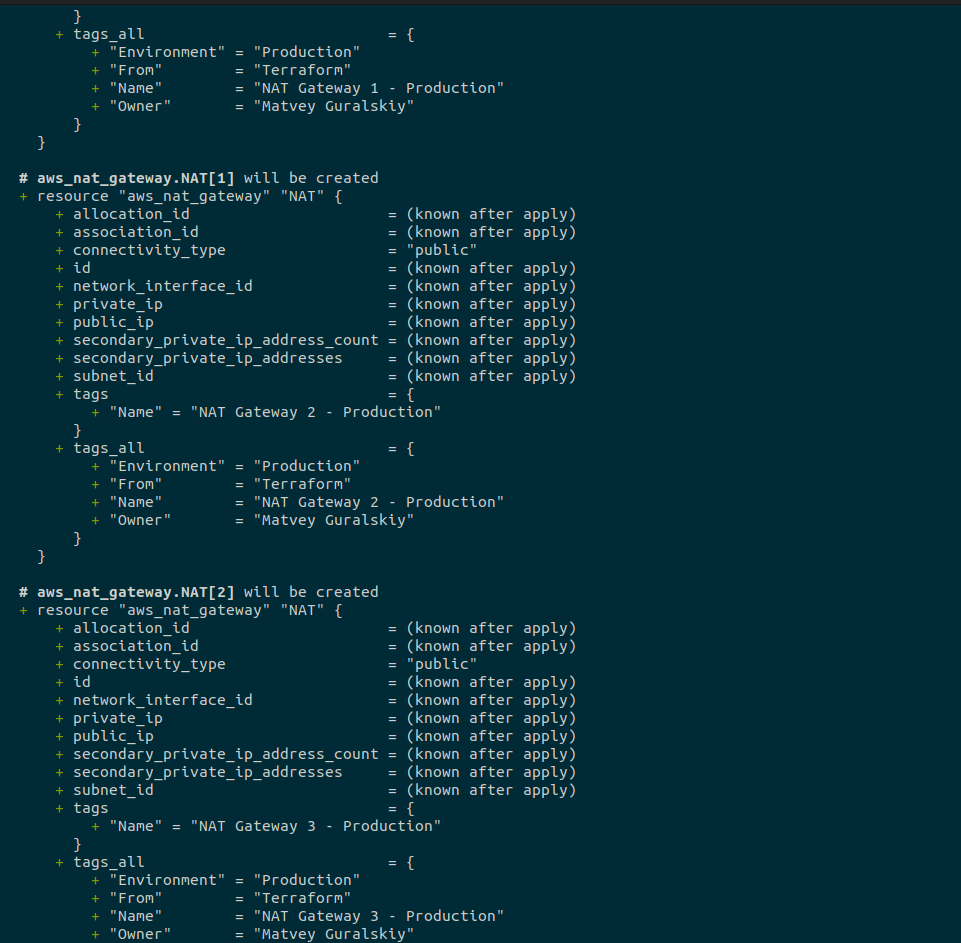 }
+ tags_all = {
+ "Environment" = "Production"
+ "From" = "Terraform"
+ "Name" = "NAT Gateway 1 - Production"
+ "Owner" = "Matvey Guralskiy"
}
}
# aws_nat_gateway.NAT[1] will be created
+ resource "aws_nat_gateway" "NAT" {
+ allocation_id = (known after apply)
+ association_id = (known after apply)
+ connectivity_type = "public"
+ id = (known after apply)
+ network_interface_id = (known after apply)
+ private_ip = (known after apply)
+ public_ip = (known after apply)
+ secondary_private_ip_address_count = (known after apply)
+ secondary_private_ip_addresses = (known after apply)
+ subnet_id = (known after apply)
+ tags = {
+ "Name" = "NAT Gateway 2 - Production"
}
+ tags_all = {
+ "Environment" = "Production"
+ "From" = "Terraform"
+ "Name" = "NAT Gateway 2 - Production"
+ "Owner" = "Matvey Guralskiy"
}
}
# aws_nat_gateway.NAT[2] will be created
+ resource "aws_nat_gateway" "NAT" {
+ allocation_id = (known after apply)
+ association_id = (known after apply)
+ connectivity_type = "public"
+ id = (known after apply)
+ network_interface_id = (known after apply)
+ private_ip = (known after apply)
+ public_ip = (known after apply)
+ secondary_private_ip_address_count = (known after apply)
+ secondary_private_ip_addresses = (known after apply)
+ subnet_id = (known after apply)
+ tags = {
+ "Name" = "NAT Gateway 3 - Production"
}
+ tags_all = {
+ "Environment" = "Production"
+ "From" = "Terraform"
+ "Name" = "NAT Gateway 3 - Production"
+ "Owner" = "Matvey Guralskiy"